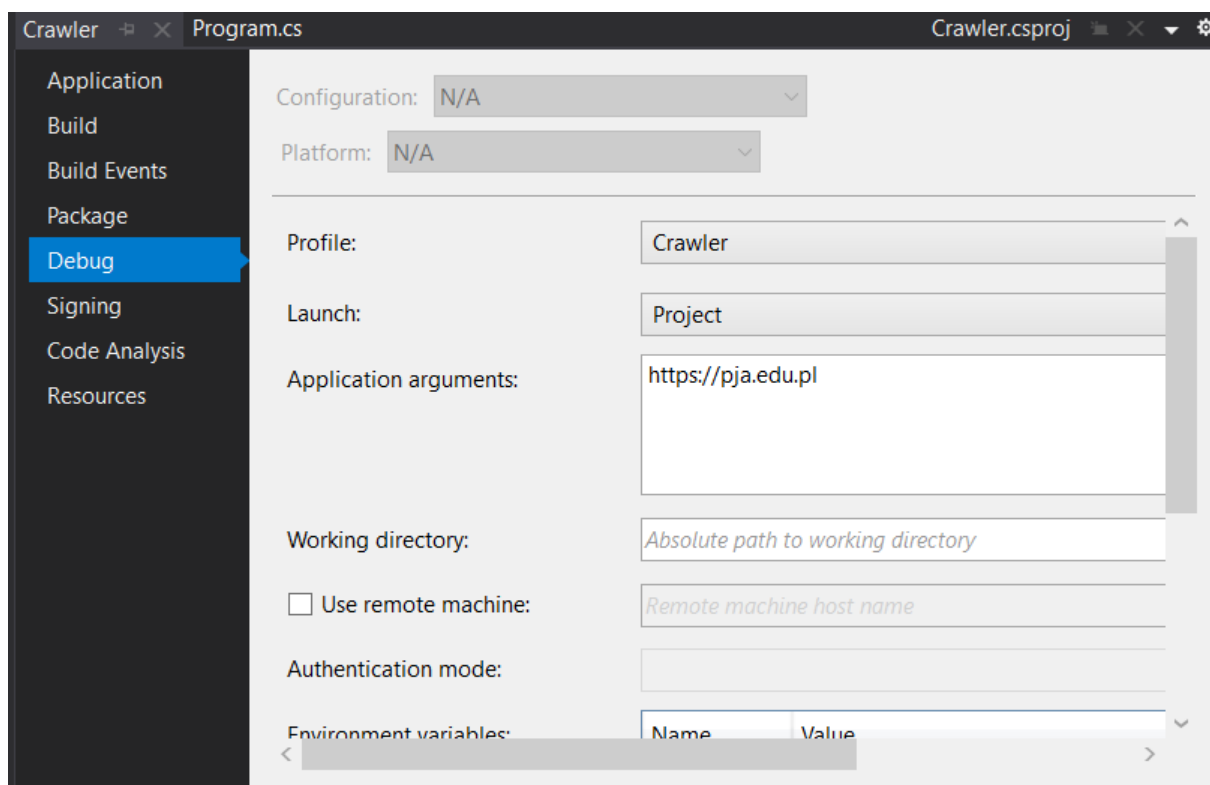 Crawler Program.cs Crawler.csproj
Application
Build
Build Events
Package
Debug
Signing
Code Analysis
Resources
Configuration: N/A
Platform: N/A
Profile: Crawler
Launch: Project
Application arguments: https://pja.edu.pl
Working directory: Absolute path to working directory
Use remote machine: Remote machine host name
Authentication mode:
Environment variables: Name Value